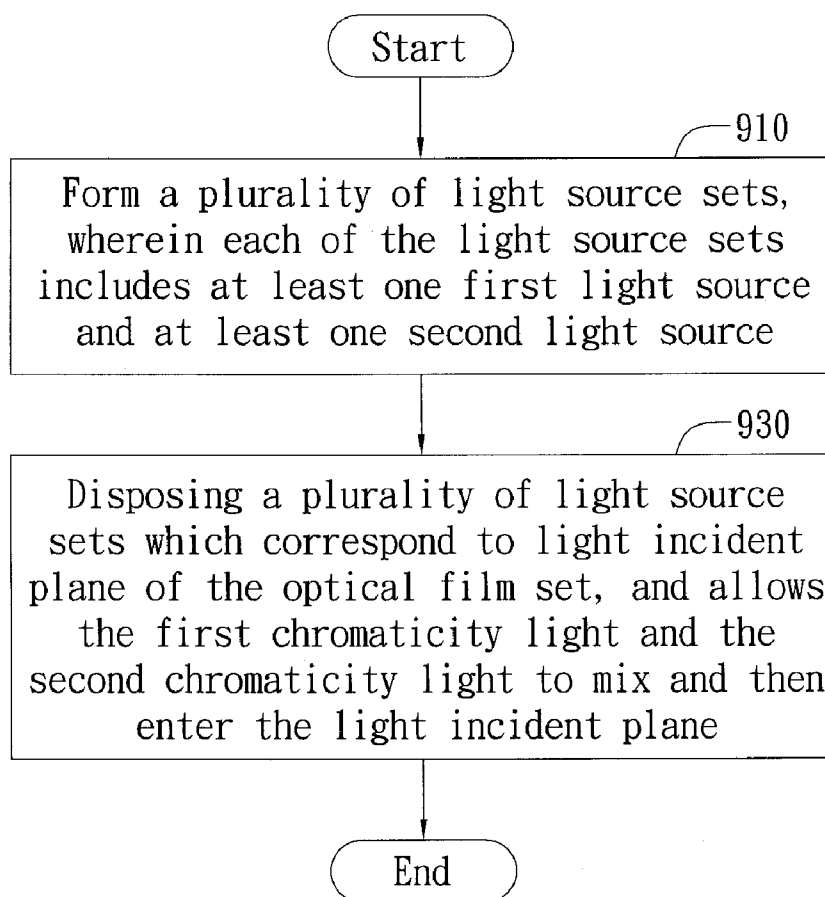 Start
910
Form a plurality of light source sets,
wherein each of the light source sets
includes at least one first light source
and at least one second light source
930
Disposing a plurality of light source
sets which correspond to light incident
plane of the optical film set, and allows
the first chromaticity light and the
second chromaticity light to mix and then
enter the light incident plane
End